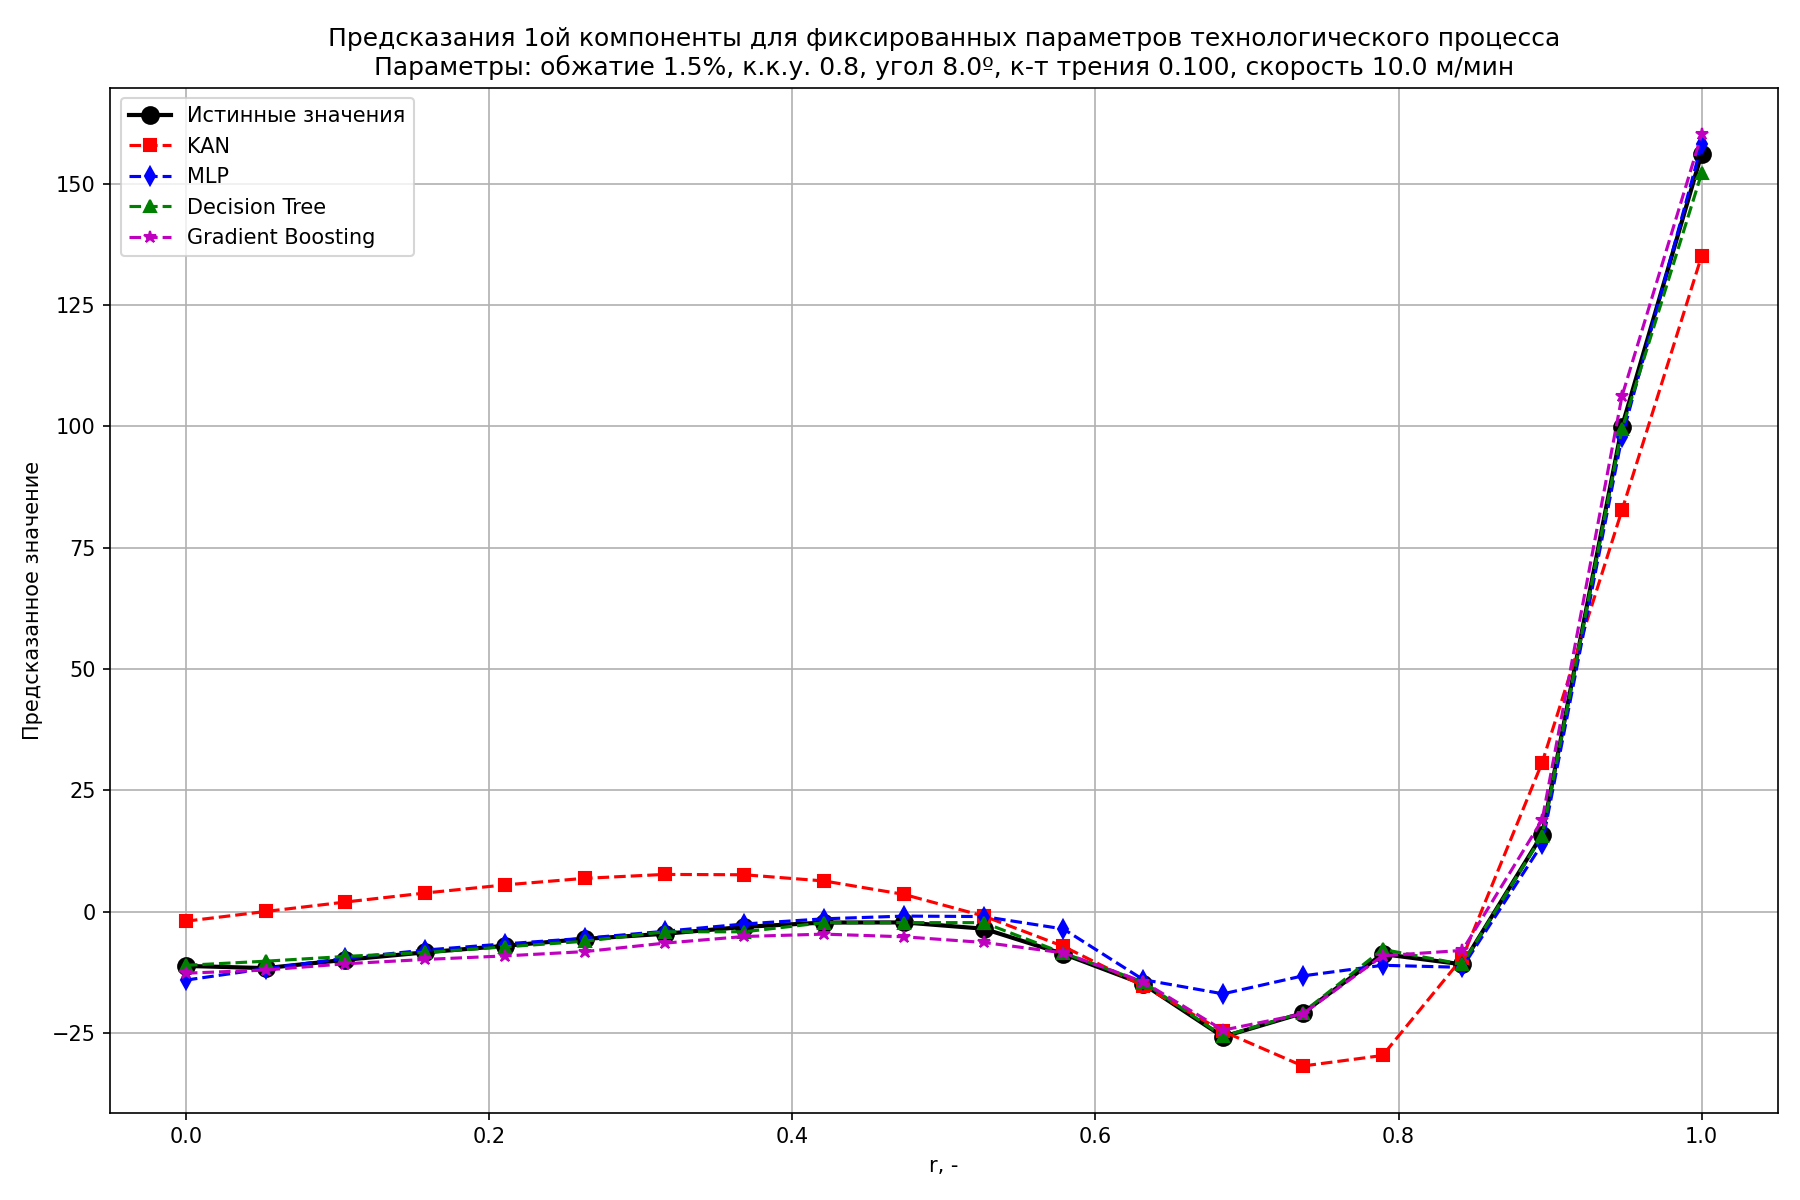 Предсказания 1ой компоненты для фиксированных параметров технологического процесса
Параметры: обжатие 1.5%, к.к.у. 0.8, угол 8.0º, к-т трения 0.100, скорость 10.0 м/мин
Истинные значения
KAN
MLP
Decision Tree
Gradient Boosting
Предсказанное значение
150
125
100
75
50
25
0
−25
0.0
0.2
0.4
0.6
0.8
1.0
r, -